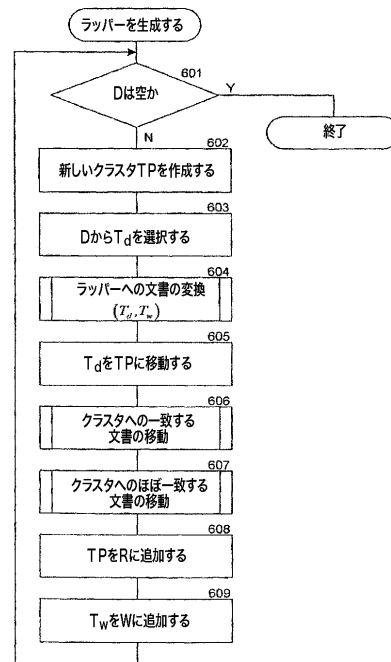 ラッパーを生成する
601
Dは空か
Y
終了
N
602
新しいクラスタTPを作成する
603
DからTdを選択する
604
ラッパーへの文書の変換
(Td,Tw)
605
TdをTPに移動する
606
クラスタへの一致する
文書の移動
607
クラスタへのほぼ一致する
文書の移動
608
TPをRに追加する
609
TwをWに追加する